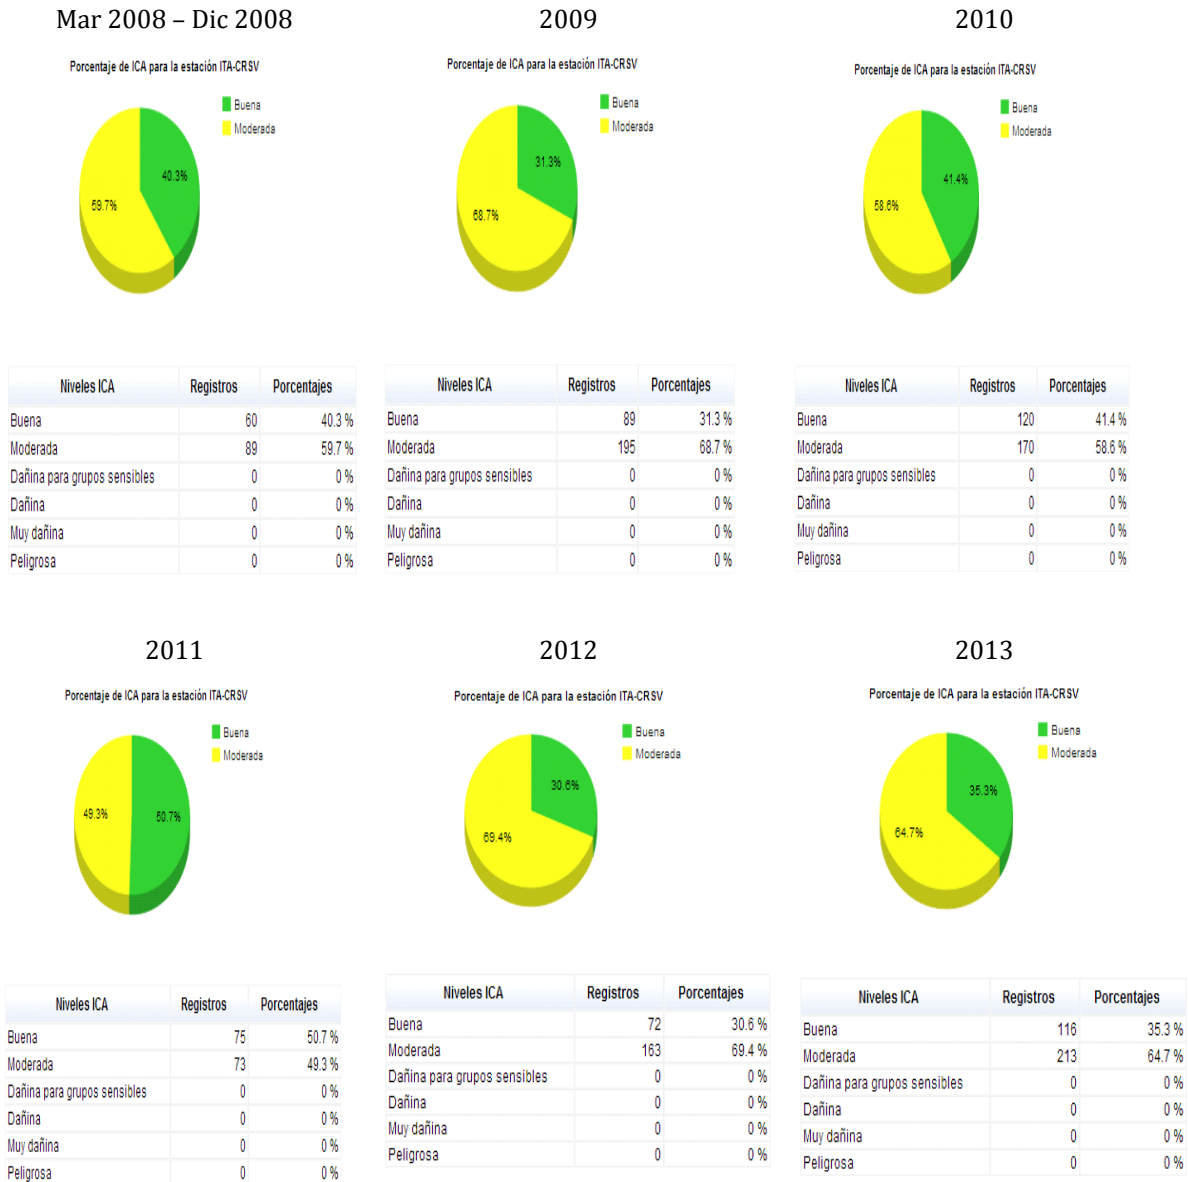 Mar 2008 – Dic 2008
Porcentaje de ICA para la estación ITA-CRSV
Buena
Moderada
40.3%
59.7%
Niveles ICA Registros Porcentajes
Buena 60 40.3 %
Moderada 89 59.7 %
Dañina para grupos sensibles 0 0 %
Dañina 0 0 %
Muy dañina 0 0 %
Peligrosa 0 0 %
2009
Porcentaje de ICA para la estación ITA-CRSV
Buena
Moderada
31.3%
68.7%
Niveles ICA Registros Porcentajes
Buena 89 31.3 %
Moderada 195 68.7 %
Dañina para grupos sensibles 0 0 %
Dañina 0 0 %
Muy dañina 0 0 %
Peligrosa 0 0 %
2010
Porcentaje de ICA para la estación ITA-CRSV
Buena
Moderada
41.4%
58.6%
Niveles ICA Registros Porcentajes
Buena 120 41.4 %
Moderada 170 58.6 %
Dañina para grupos sensibles 0 0 %
Dañina 0 0 %
Muy dañina 0 0 %
Peligrosa 0 0 %
2011
Porcentaje de ICA para la estación ITA-CRSV
Buena
Moderada
49.3%
50.7%
Niveles ICA Registros Porcentajes
Buena 75 50.7 %
Moderada 73 49.3 %
Dañina para grupos sensibles 0 0 %
Dañina 0 0 %
Muy dañina 0 0 %
Peligrosa 0 0 %
2012
Porcentaje de ICA para la estación ITA-CRSV
Buena
Moderada
30.6%
69.4%
Niveles ICA Registros Porcentajes
Buena 72 30.6 %
Moderada 163 69.4 %
Dañina para grupos sensibles 0 0 %
Dañina 0 0 %
Muy dañina 0 0 %
Peligrosa 0 0 %
2013
Porcentaje de ICA para la estación ITA-CRSV
Buena
Moderada
35.3%
64.7%
Niveles ICA Registros Porcentajes
Buena 116 35.3 %
Moderada 213 64.7 %
Dañina para grupos sensibles 0 0 %
Dañina 0 0 %
Muy dañina 0 0 %
Peligrosa 0 0 %